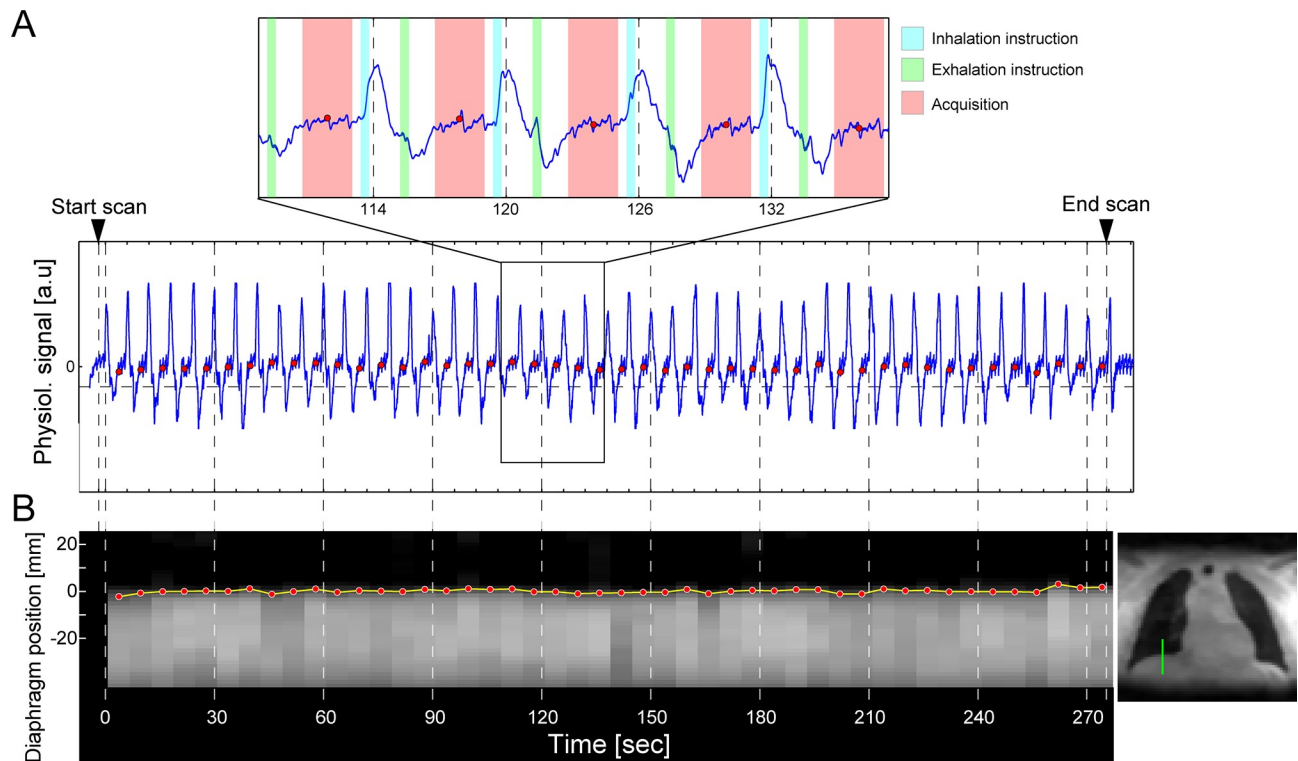 A
Inhalation instruction
Exhalation instruction
Acquisition
114 120 126 132
Start scan
End scan
Physiol. signal [a.u]
0
B
Diaphragm position [mm]
20
0
-20
0 30 60 90 120 150 180 210 240 270
Time [sec]